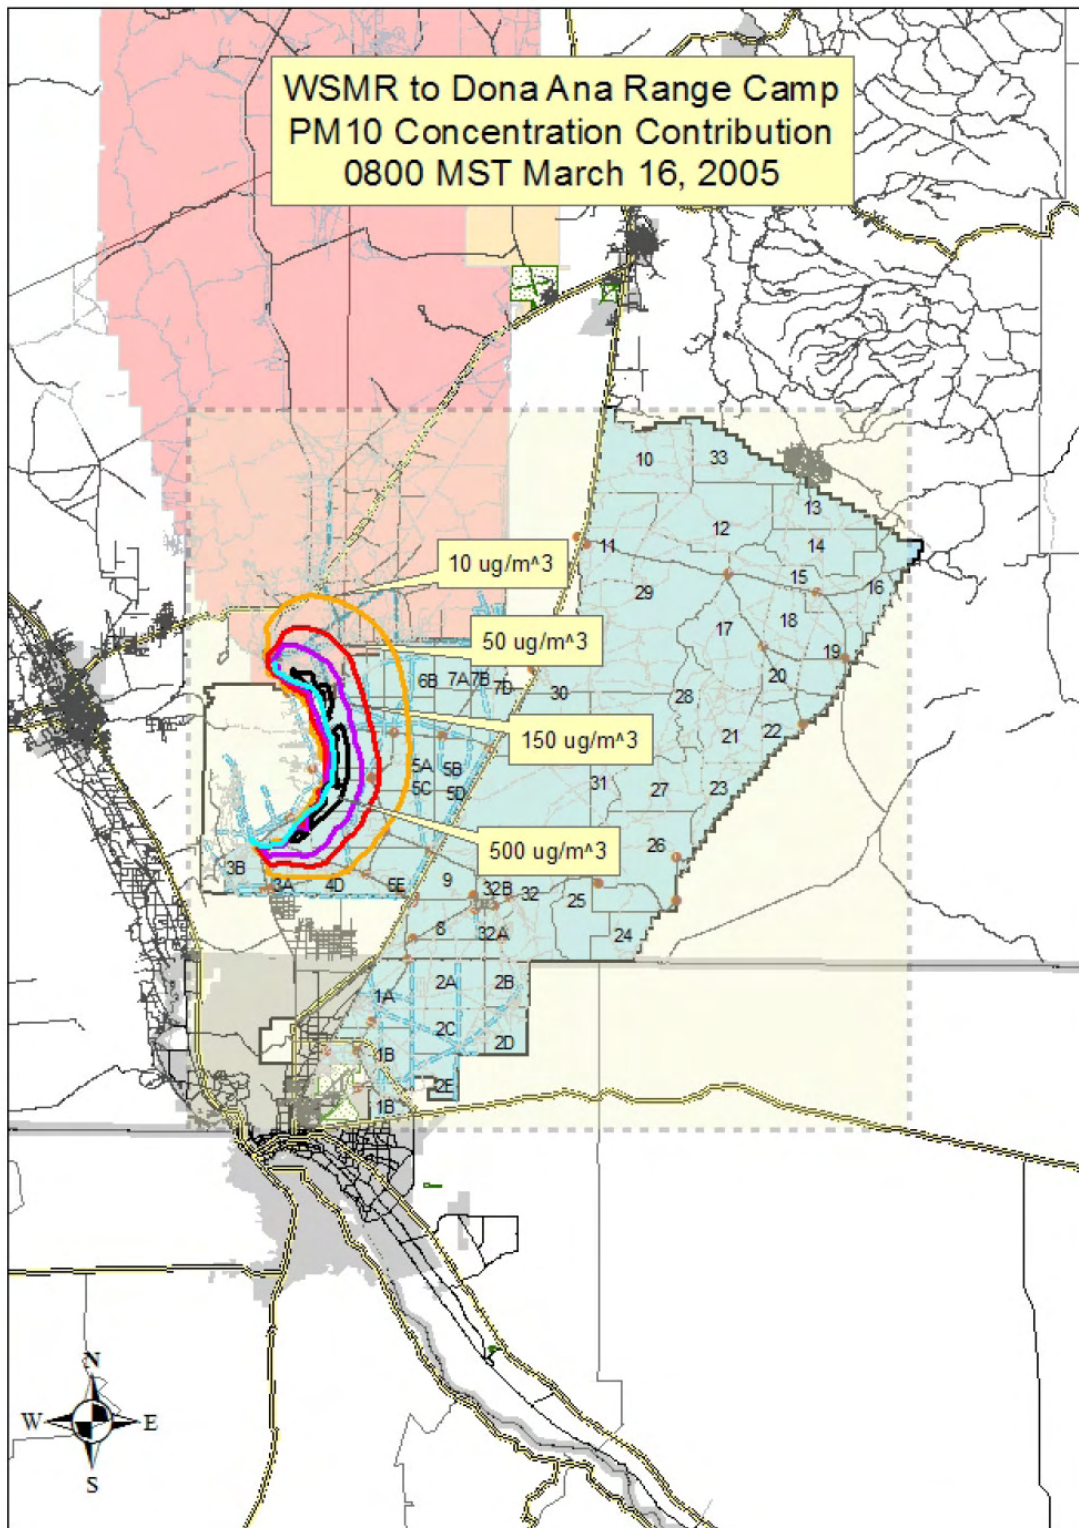 WSMR to Dona Ana Range Camp
PM10 Concentration Contribution
0800 MST March 16, 2005
10
33
13
12
11
14
10 ug/m^3
15
16
29
18
17
50 ug/m^3
19
6B
7A
7B
7D
20
30
28
150 ug/m^3
21
22
5A
5B
5C
5D
31
27
23
500 ug/m^3
26
3B
3A
4D
5E
9
32B
32
25
8
32A
24
1A
2A
2B
2C
2D
1B
2E
1B
N
W
E
S